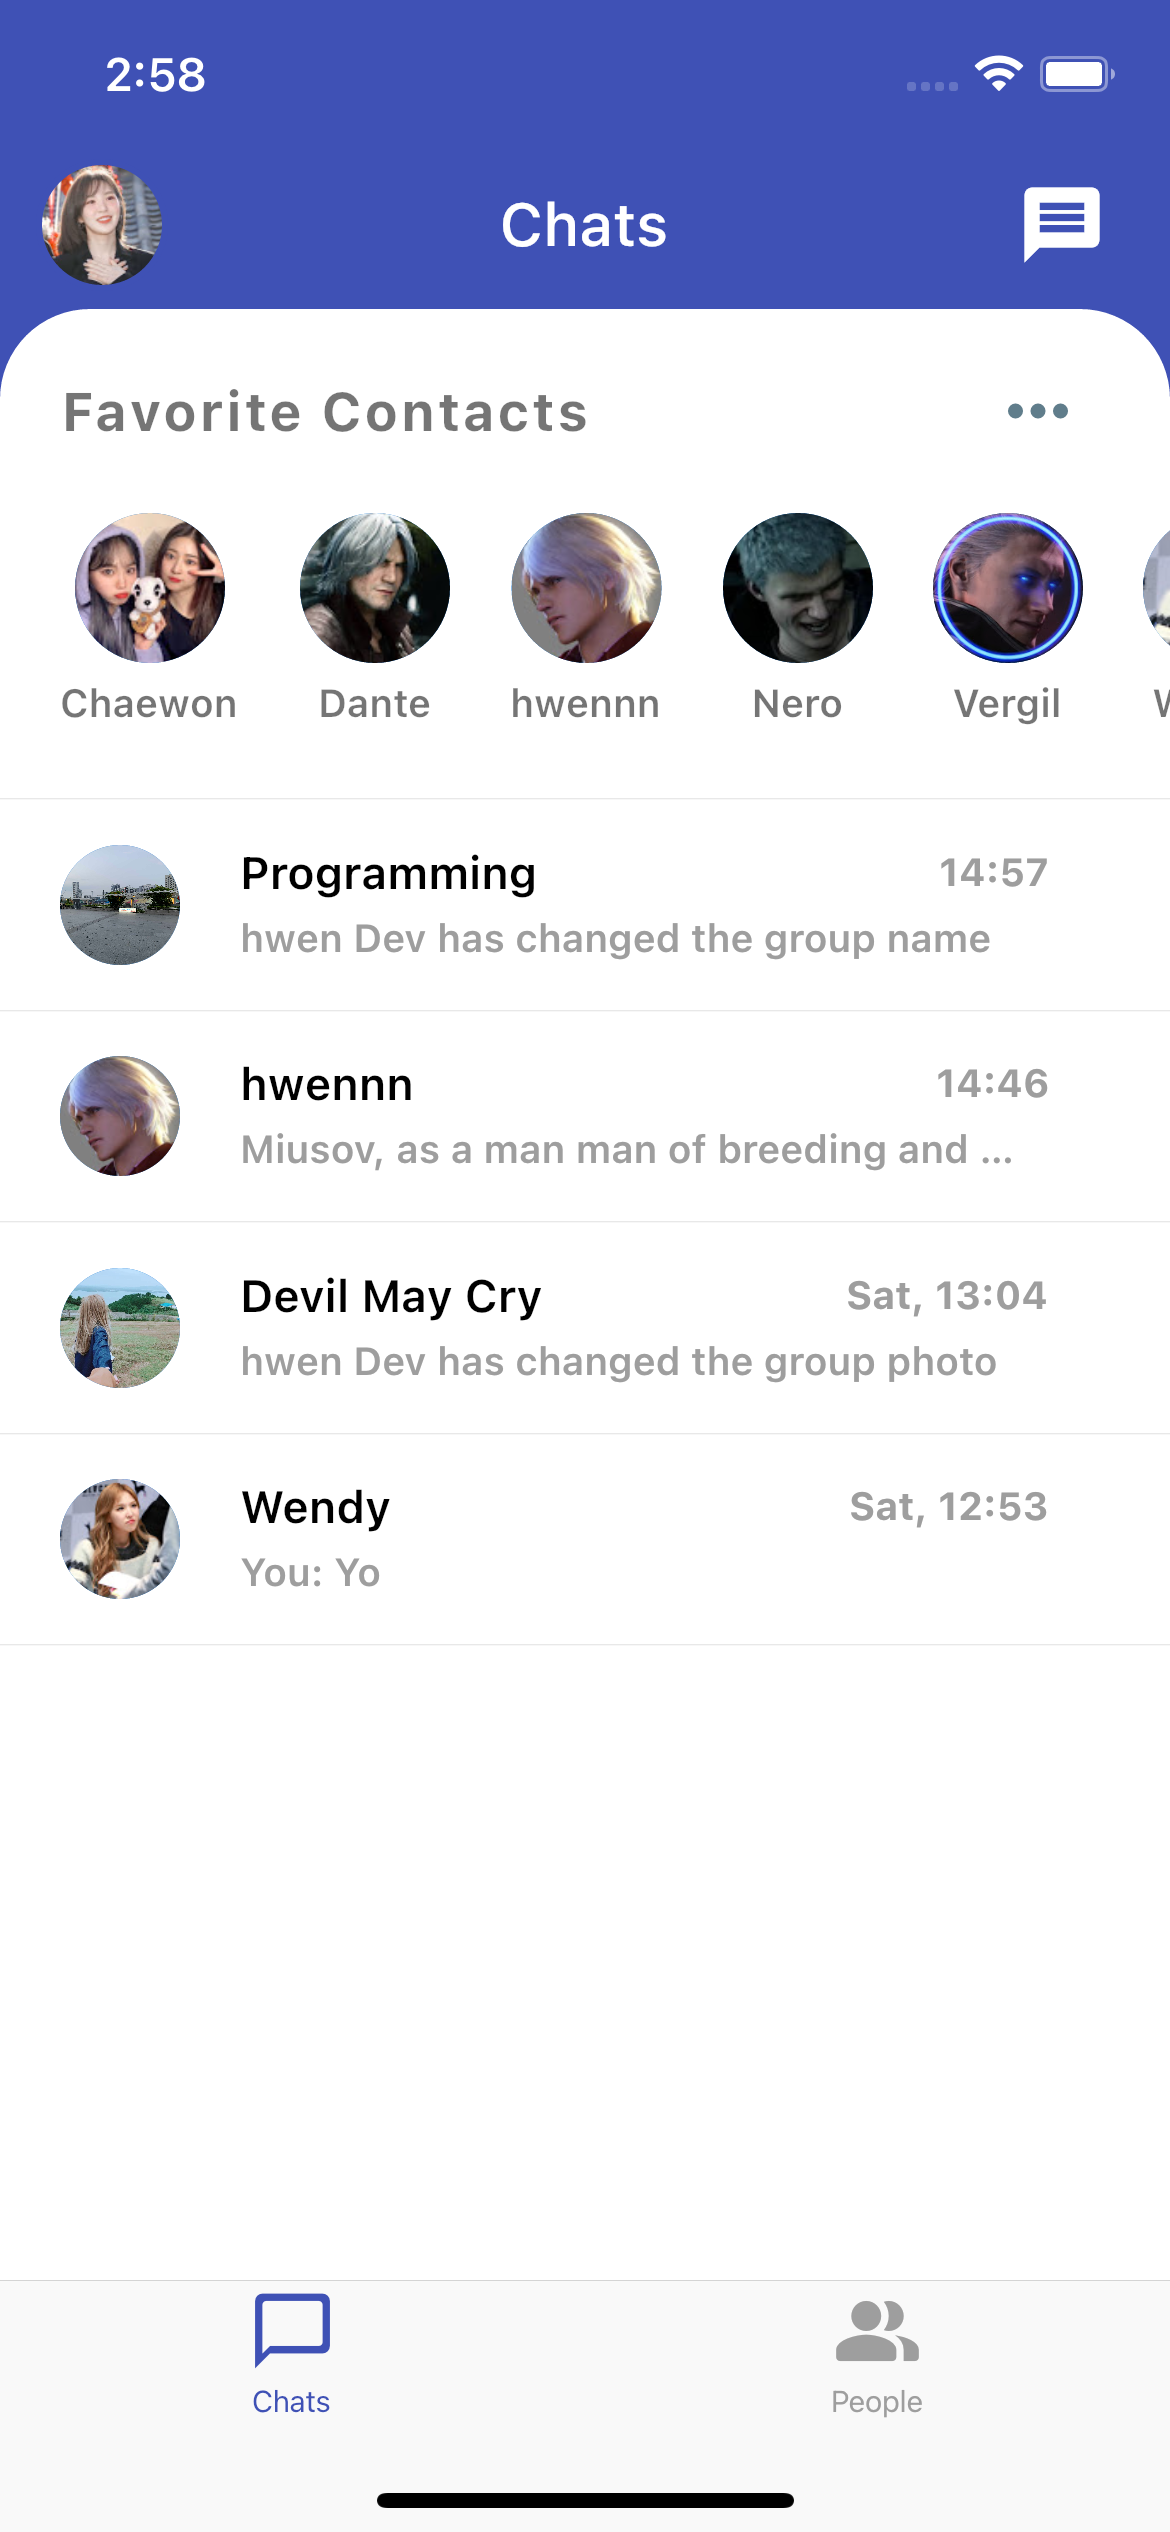 2:58
Chats
Favorite Contacts
Chaewon
Dante
hwennn
Nero
Vergil
Programming
14:57
hwen Dev has changed the group name
hwennn
14:46
Miusov, as a man man of breeding and ...
Devil May Cry
Sat, 13:04
hwen Dev has changed the group photo
Wendy
Sat, 12:53
You: Yo
Chats
People